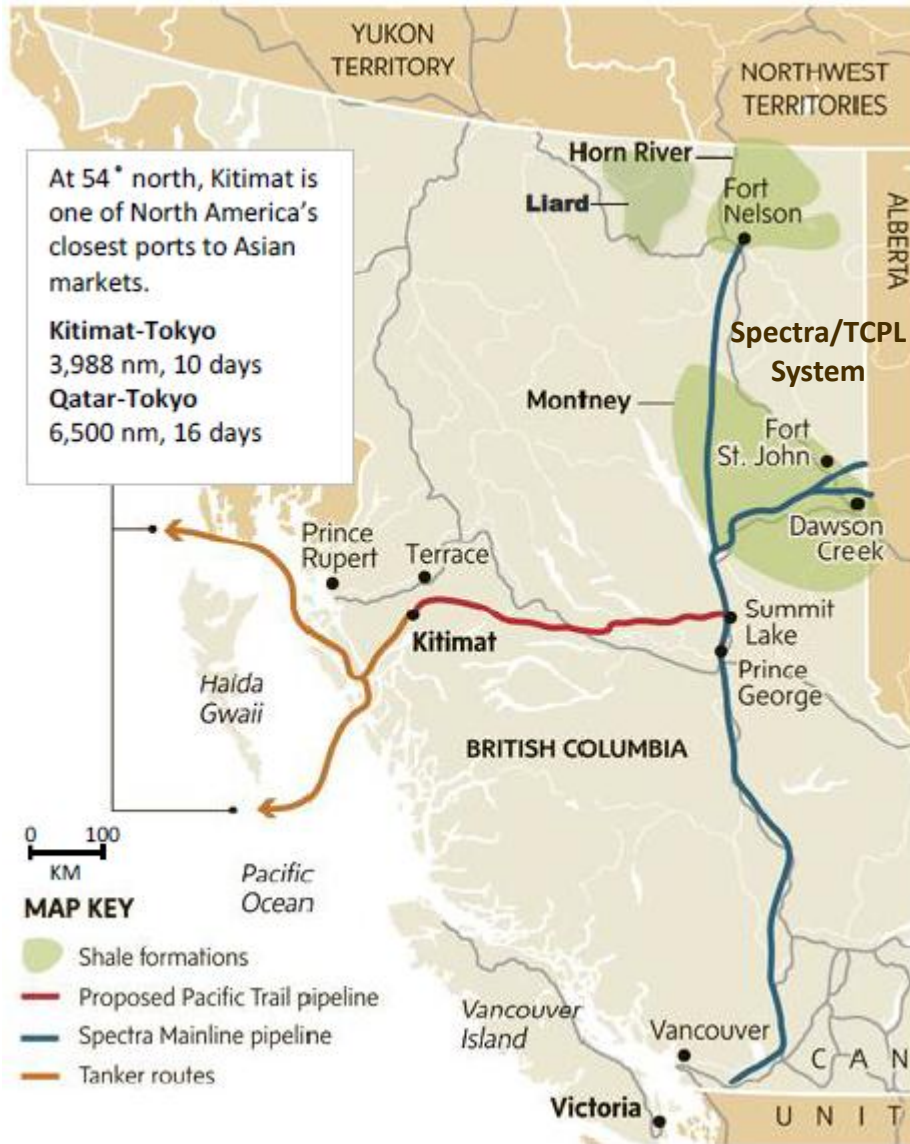 YUKON
TERRITORY
NORTHWEST
TERRITORIES
At 54° north, Kitimat is
one of North America's
closest ports to Asian
markets.
Kitimat-Tokyo
3,988 nm, 10 days
Qatar-Tokyo
6,500 nm, 16 days
Horn River
Liard
Fort
Nelson
ALBERTA
Spectra/TCPL
System
Montney
Fort
St. John
Dawson
Creek
Prince
Rupert
Terrace
Kitimat
Summit
Lake
Prince
George
Haida
Gwaii
BRITISH COLUMBIA
0 100
KM
Pacific
Ocean
MAP KEY
Shale formations
Proposed Pacific Trail pipeline
Spectra Mainline pipeline
Tanker routes
Vancouver
Island
Vancouver
Victoria
C A N
U N I T